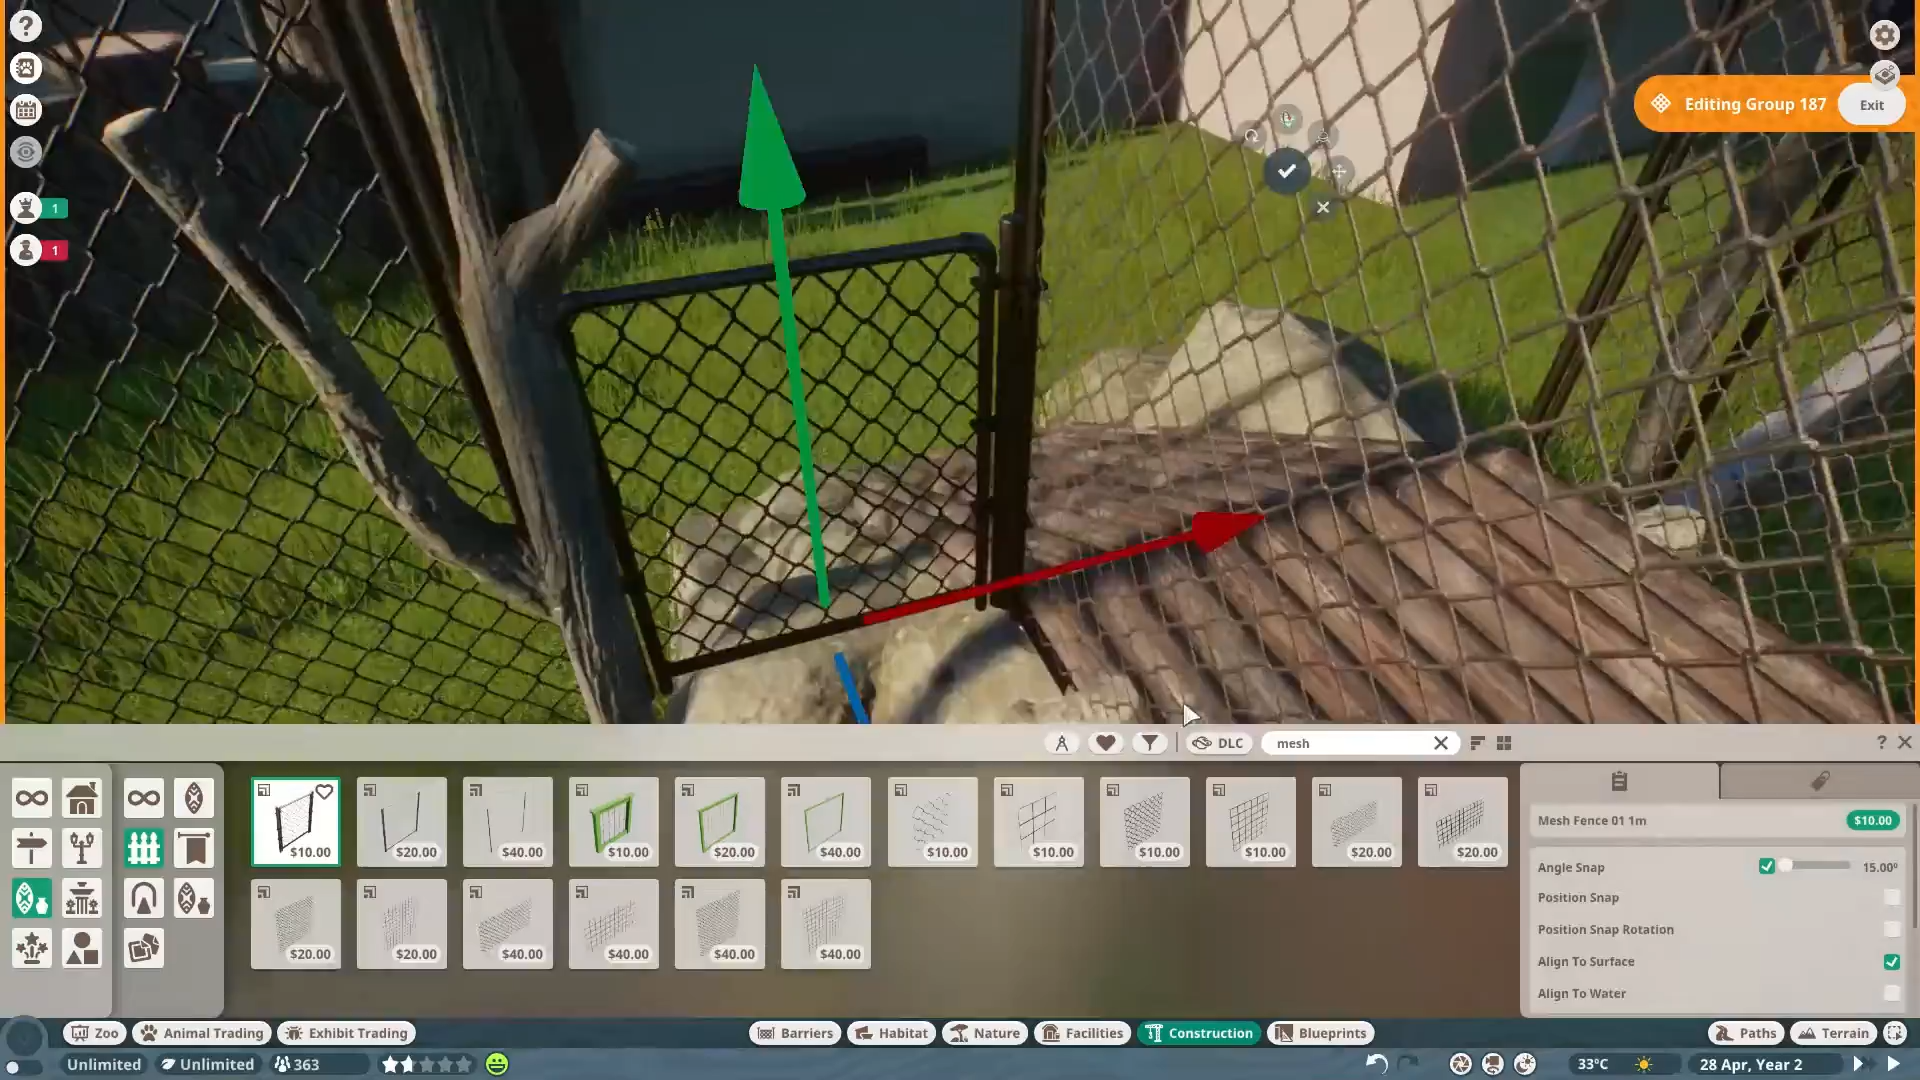 ?
1
1
Editing Group 187
Exit
DLC
mesh
?
$10.00
$20.00
$40.00
$10.00
$20.00
$40.00
$10.00
$10.00
$10.00
$10.00
$20.00
$20.00
$20.00
$20.00
$40.00
$40.00
$40.00
$40.00
Mesh Fence 01 1m
$10.00
Angle Snap
15.00°
Position Snap
Position Snap Rotation
Align To Surface
Align To Water
Zoo
Animal Trading
Exhibit Trading
Barriers
Habitat
Nature
Facilities
Construction
Blueprints
Paths
Terrain
Unlimited
Unlimited
363
33°C
28 Apr, Year 2